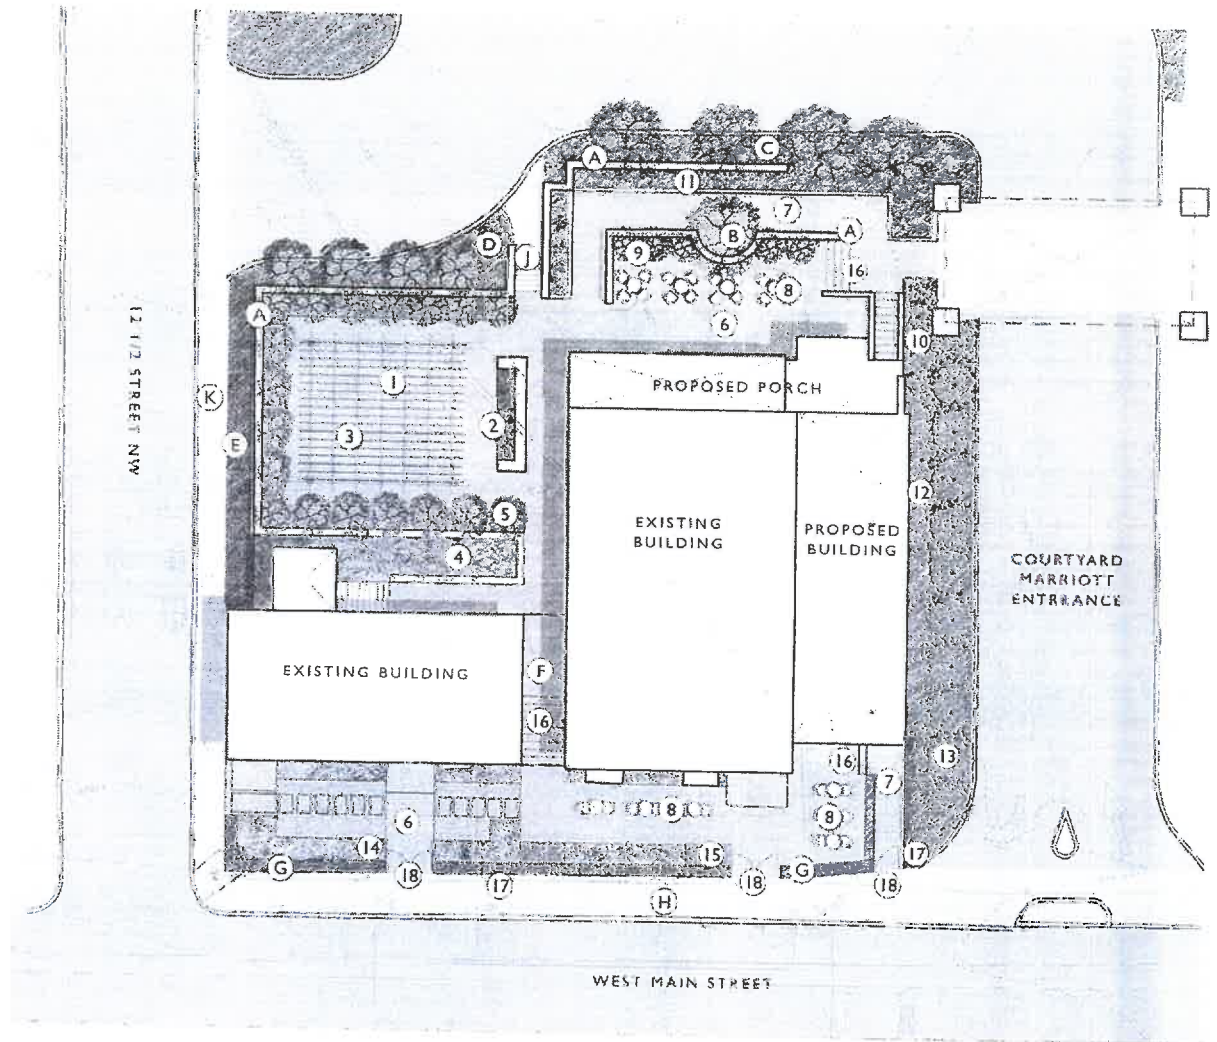 C
A
11
7
B
A
D
J
9
16
8
A
6
10
1
PROPOSED PORCH
K
2
12 1/2 STREET NW
3
E
12
5
EXISTING
BUILDING
PROPOSED
BUILDING
4
COURTYARD
MARRIOTT
ENTRRANCE
EXISTING BUILDING
F
16
16
13
7
8
6
8
14
15
17
G
G
18
17
18
18
H
WEST MAIN STREET